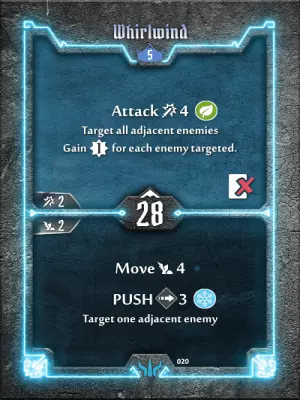 Whirlwind
5
Attack 4
Target all adjacent enemies
Gain 1 for each enemy targeted.
2
2
28
Move 4
PUSH 3
Target one adjacent enemy
020